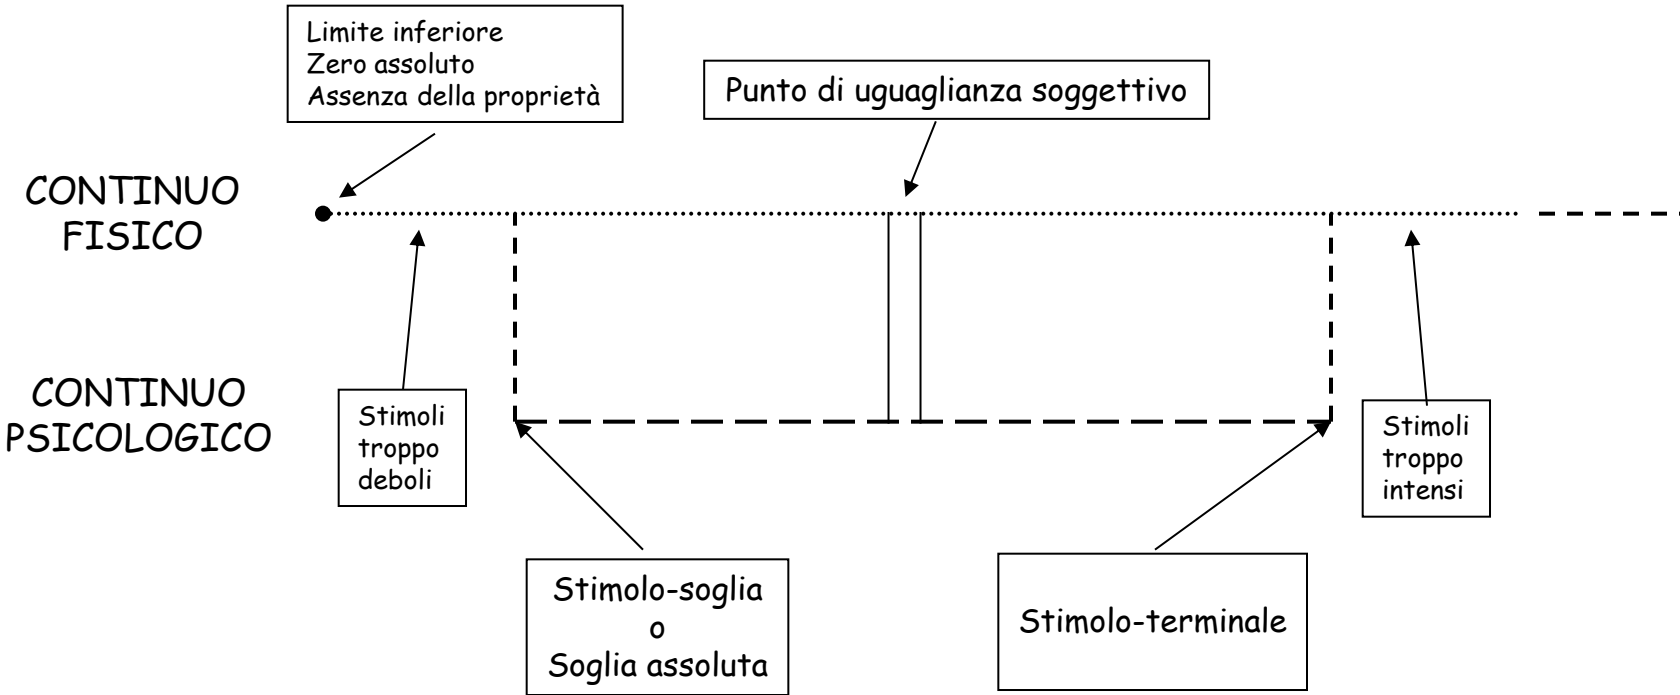 Limite inferiore
Zero assoluto
Assenza della proprietà
Punto di uguaglianza soggettivo
CONTINUO
FISICO
CONTINUO
PSICOLOGICO
Stimoli
troppo
deboli
Stimoli
troppo
intensi
Stimolo-soglia
o
Soglia assoluta
Stimolo-terminale